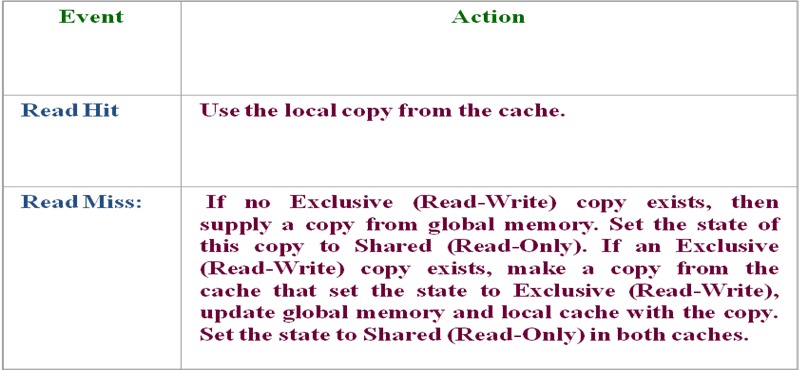 Event
Action
Read Hit
Use the local copy from the cache.
Read Miss:
If no Exclusive (Read-Write) copy exists, then
supply a copy from global memory. Set the state of
this copy to Shared (Read-Only). If an Exclusive
(Read-Write) copy exists, make a copy from the
cache that set the state to Exclusive (Read-Write),
update global memory and local cache with the copy.
Set the state to Shared (Read-Only) in both caches.